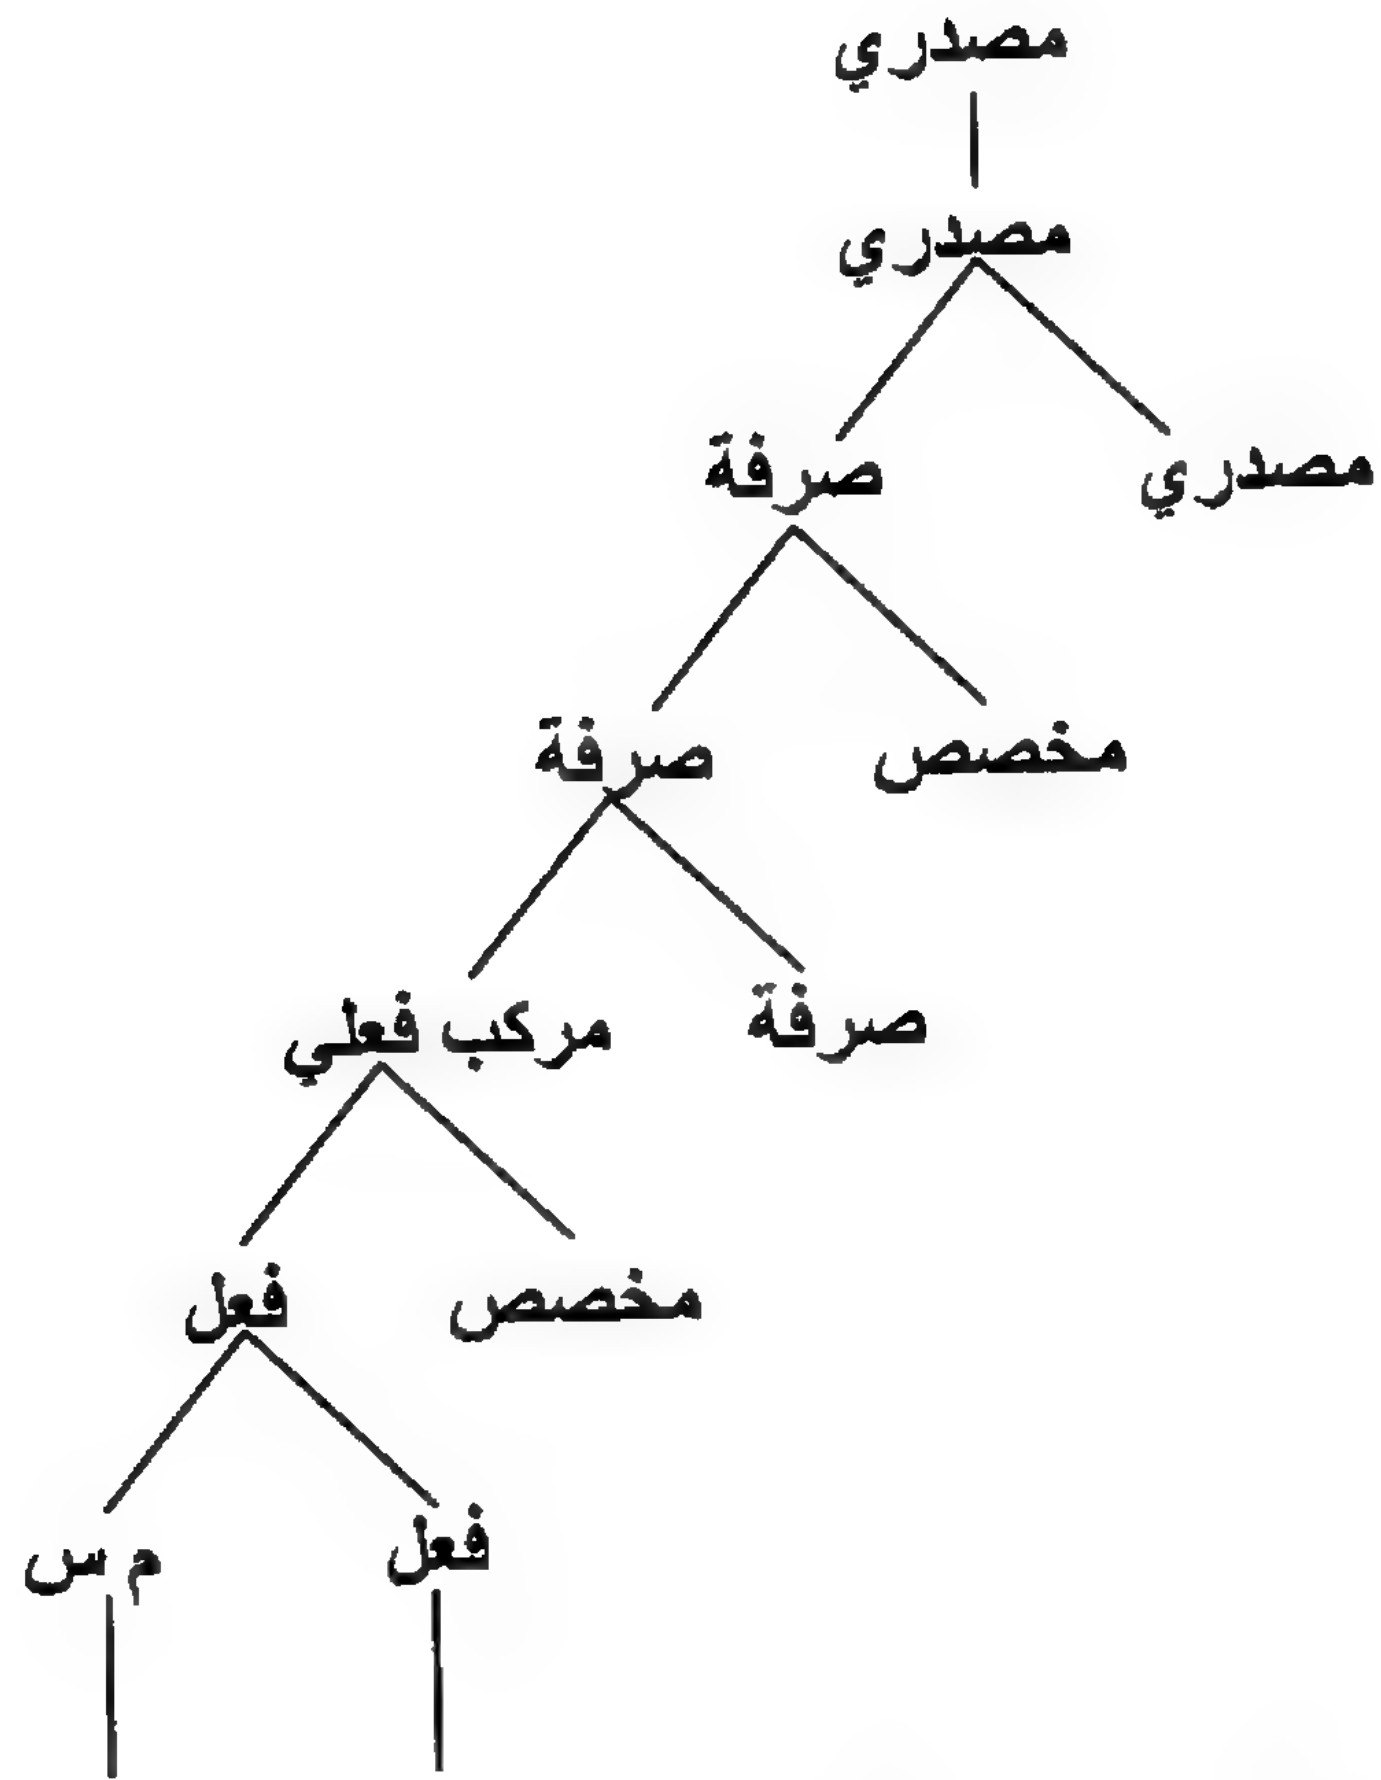 مصدري
مصدري
مصدري صرفة
مخصص صرفة
صرفة مركب فعلي
مخصص فعل
فعل م س